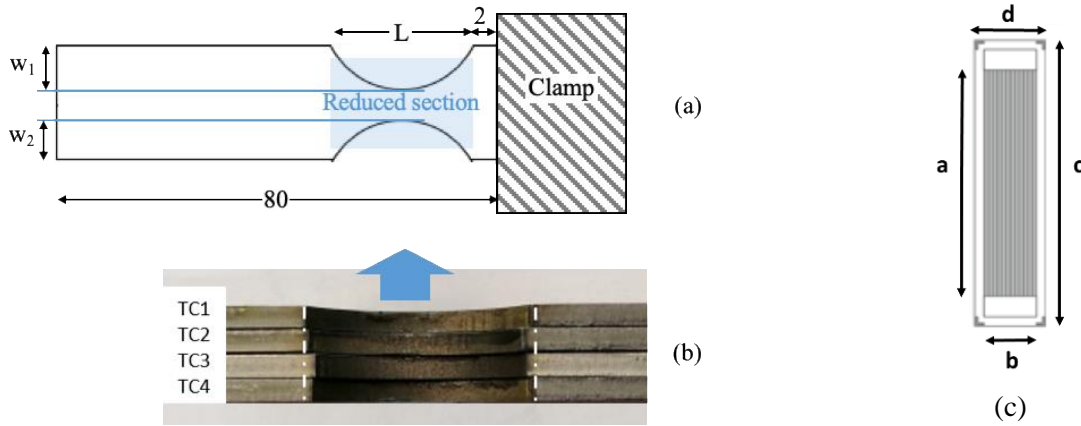 L
2
w1
Reduced section
Clamp
w2
80
(a)
TC1
TC2
TC3
TC4
(b)
d
a
c
b
(c)